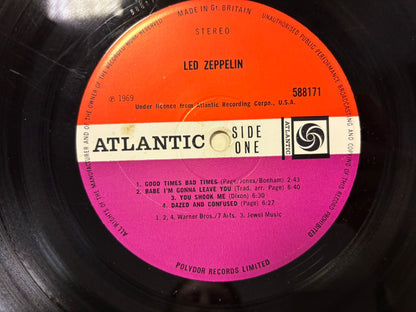 MADE IN Gt. BRITAIN
STEREO
LED ZEPPELIN
℗ 1969
588171
Under licence from Atlantic Recording Corpn., U.S.A.
ATLANTIC
SIDE
ONE
ATLANTIC
1. GOOD TIMES BAD TIMES (Page/Jones/Bonham) 2:43
2. BABE I'M GONNA LEAVE YOU (Trad. arr. Page) 6:40
3. YOU SHOOK ME (Dixon) 6:30
4. DAZED AND CONFUSED (Page) 6:27
1, 2, 4, Warner Bros./7 Arts. 3. Jewel Music
POLYDOR RECORDS LIMITED
ALL RIGHTS OF THE MANUFACTURER AND OF THE OWNER OF THE RECORDED WORK RESERVED
UNAUTHORISED PUBLIC PERFORMANCE BROADCASTING AND COPYING OF THIS RECORD PROHIBITED